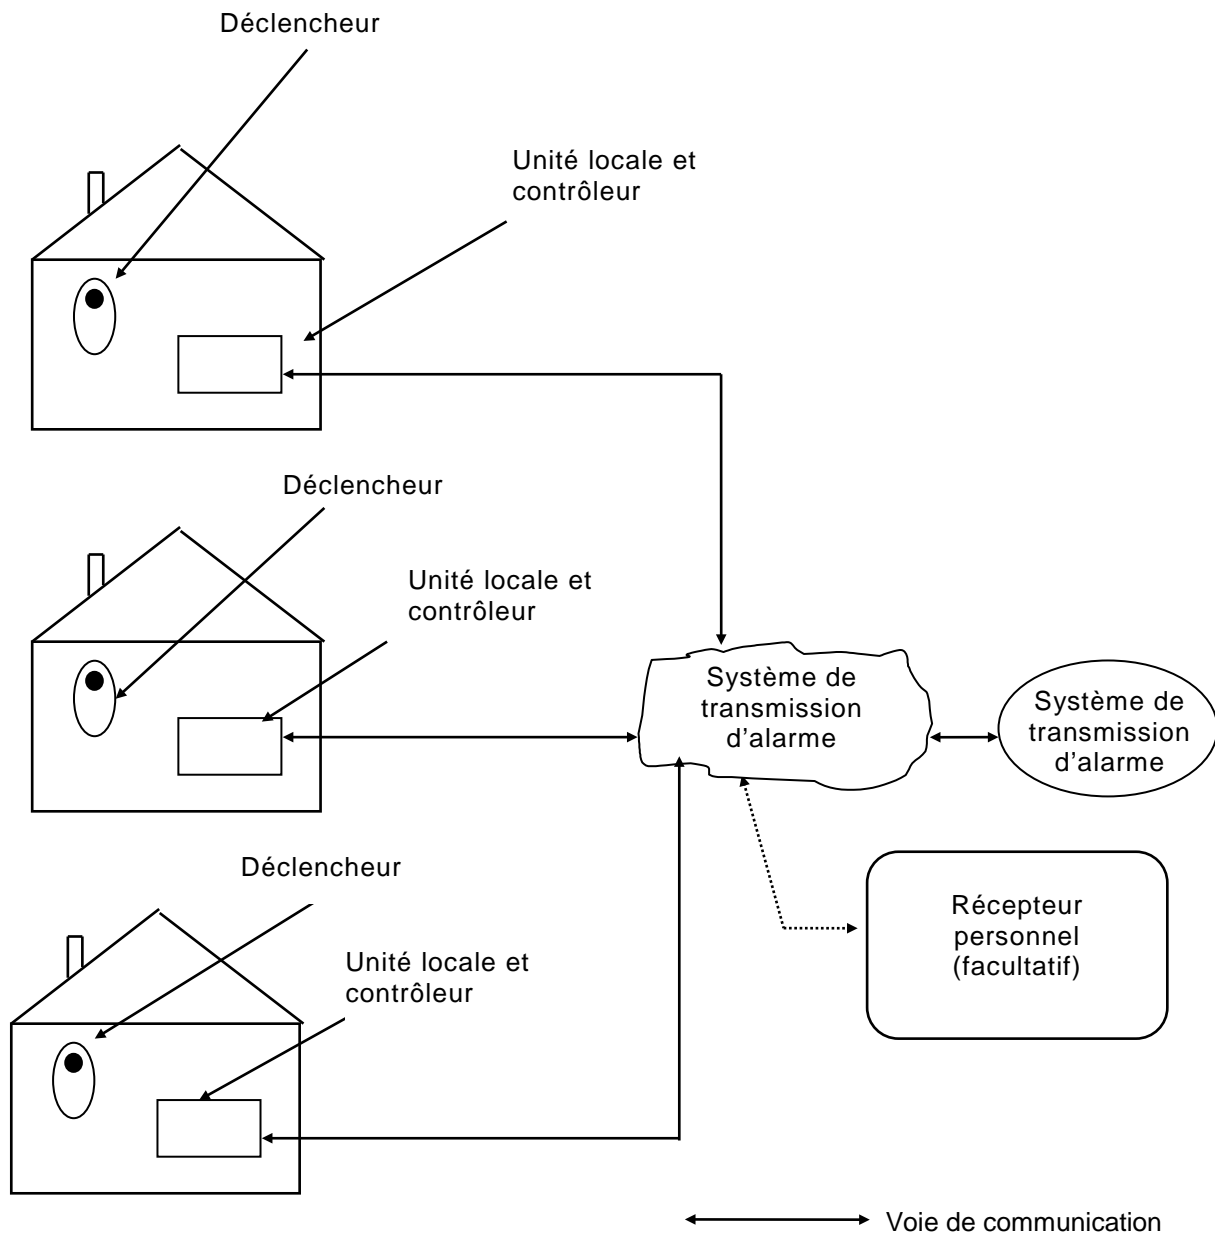 Déclencheur
Unité locale et
contrôleur
Déclencheur
Unité locale et
contrôleur
Système de
transmission
d'alarme
Système de
transmission
d'alarme
Déclencheur
Unité locale et
contrôleur
Récepteur
personnel
(facultatif)
Voie de communication